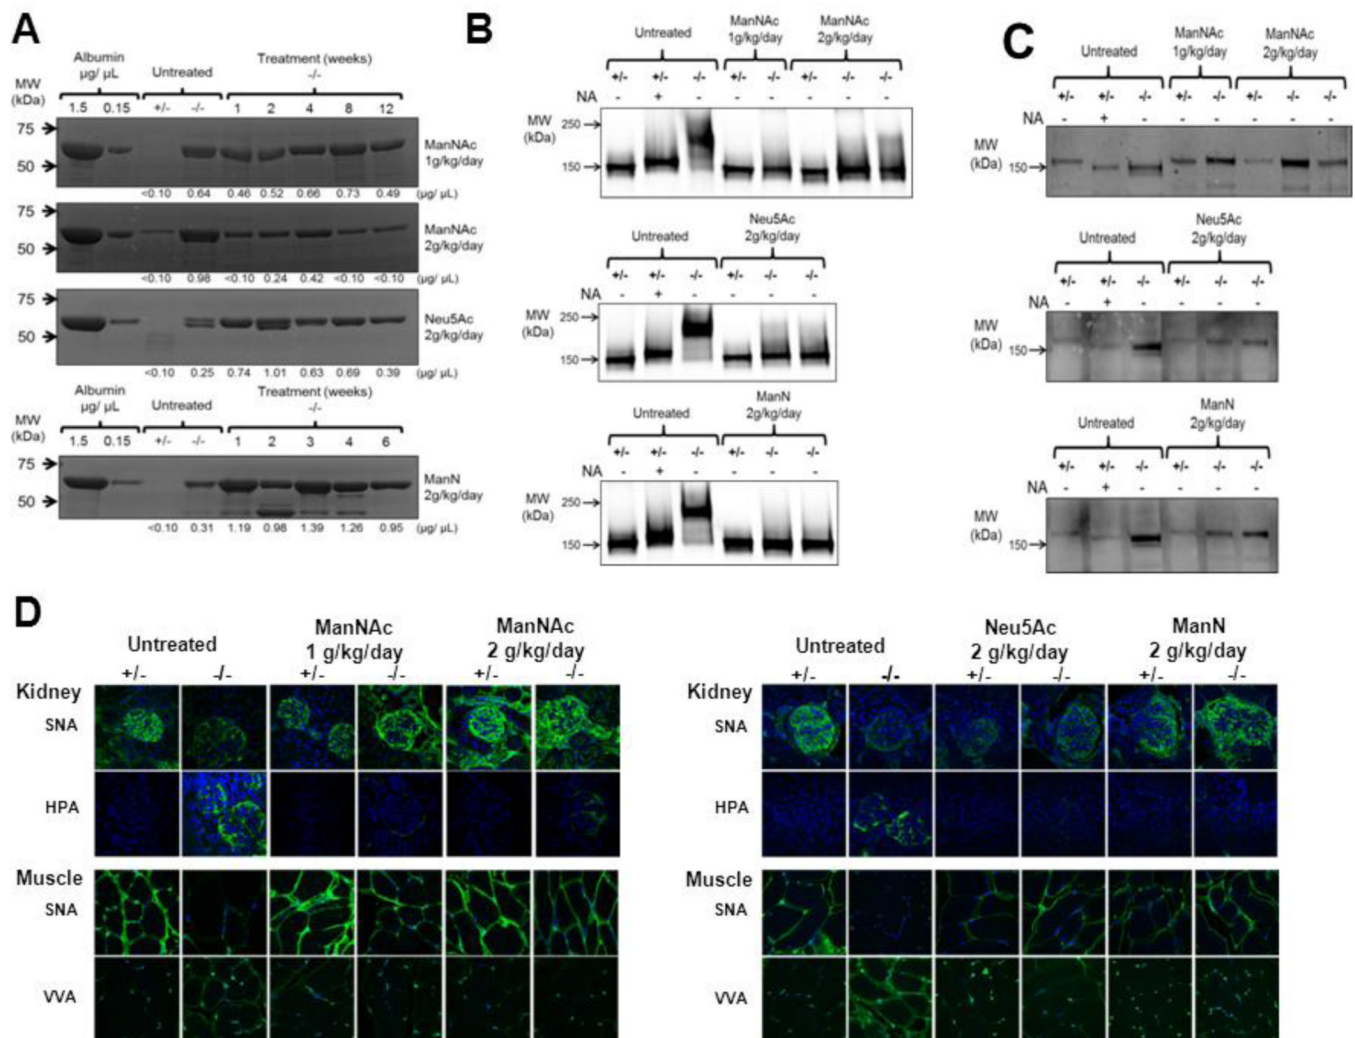 A
Albumin
µg/ µL
Untreated
Treatment (weeks)
-/-
MW
(kDa)
1.5 0.15 +/- -/- 1 2 4 8 12
75
50
ManNAc
1g/kg/day
<0.10 0.64 0.46 0.52 0.66 0.73 0.49 (µg/ µL)
75
50
ManNAc
2g/kg/day
<0.10 0.98 <0.10 0.24 0.42 <0.10 <0.10 (µg/ µL)
75
50
Neu5Ac
2g/kg/day
<0.10 0.25 0.74 1.01 0.63 0.69 0.39 (µg/ µL)
Albumin
µg/ µL
Untreated
Treatment (weeks)
-/-
MW
(kDa)
1.5 0.15 +/- -/- 1 2 3 4 6
75
50
ManN
2g/kg/day
<0.10 0.31 1.19 0.98 1.39 1.26 0.95 (µg/ µL)
B
Untreated
ManNAc
1g/kg/day
ManNAc
2g/kg/day
+/- +/- -/- +/- -/- +/- -/- -/-
NA - + - - - - - -
MW
(kDa)
250
150
Untreated
Neu5Ac
2g/kg/day
+/- +/- -/- +/- -/- -/-
NA - + - - - -
MW
(kDa)
250
150
Untreated
ManN
2g/kg/day
+/- +/- -/- +/- -/- -/-
NA - + - - - -
MW
(kDa)
250
150
C
Untreated
ManNAc
1g/kg/day
ManNAc
2g/kg/day
+/- +/- -/- +/- -/- +/- -/- -/-
NA - + - - - - - -
MW
(kDa)
150
Untreated
Neu5Ac
2g/kg/day
+/- +/- -/- +/- -/- -/-
NA - + - - - -
MW
(kDa)
150
Untreated
ManN
2g/kg/day
+/- +/- -/- +/- -/- -/-
NA - + - - - -
MW
(kDa)
150
D
Untreated
ManNAc
1 g/kg/day
ManNAc
2 g/kg/day
+/- -/- +/- -/- +/- -/-
Kidney
SNA
HPA
Muscle
SNA
VVA
Untreated
Neu5Ac
2 g/kg/day
ManN
2 g/kg/day
+/- -/- +/- -/- +/- -/-
Kidney
SNA
HPA
Muscle
SNA
VVA